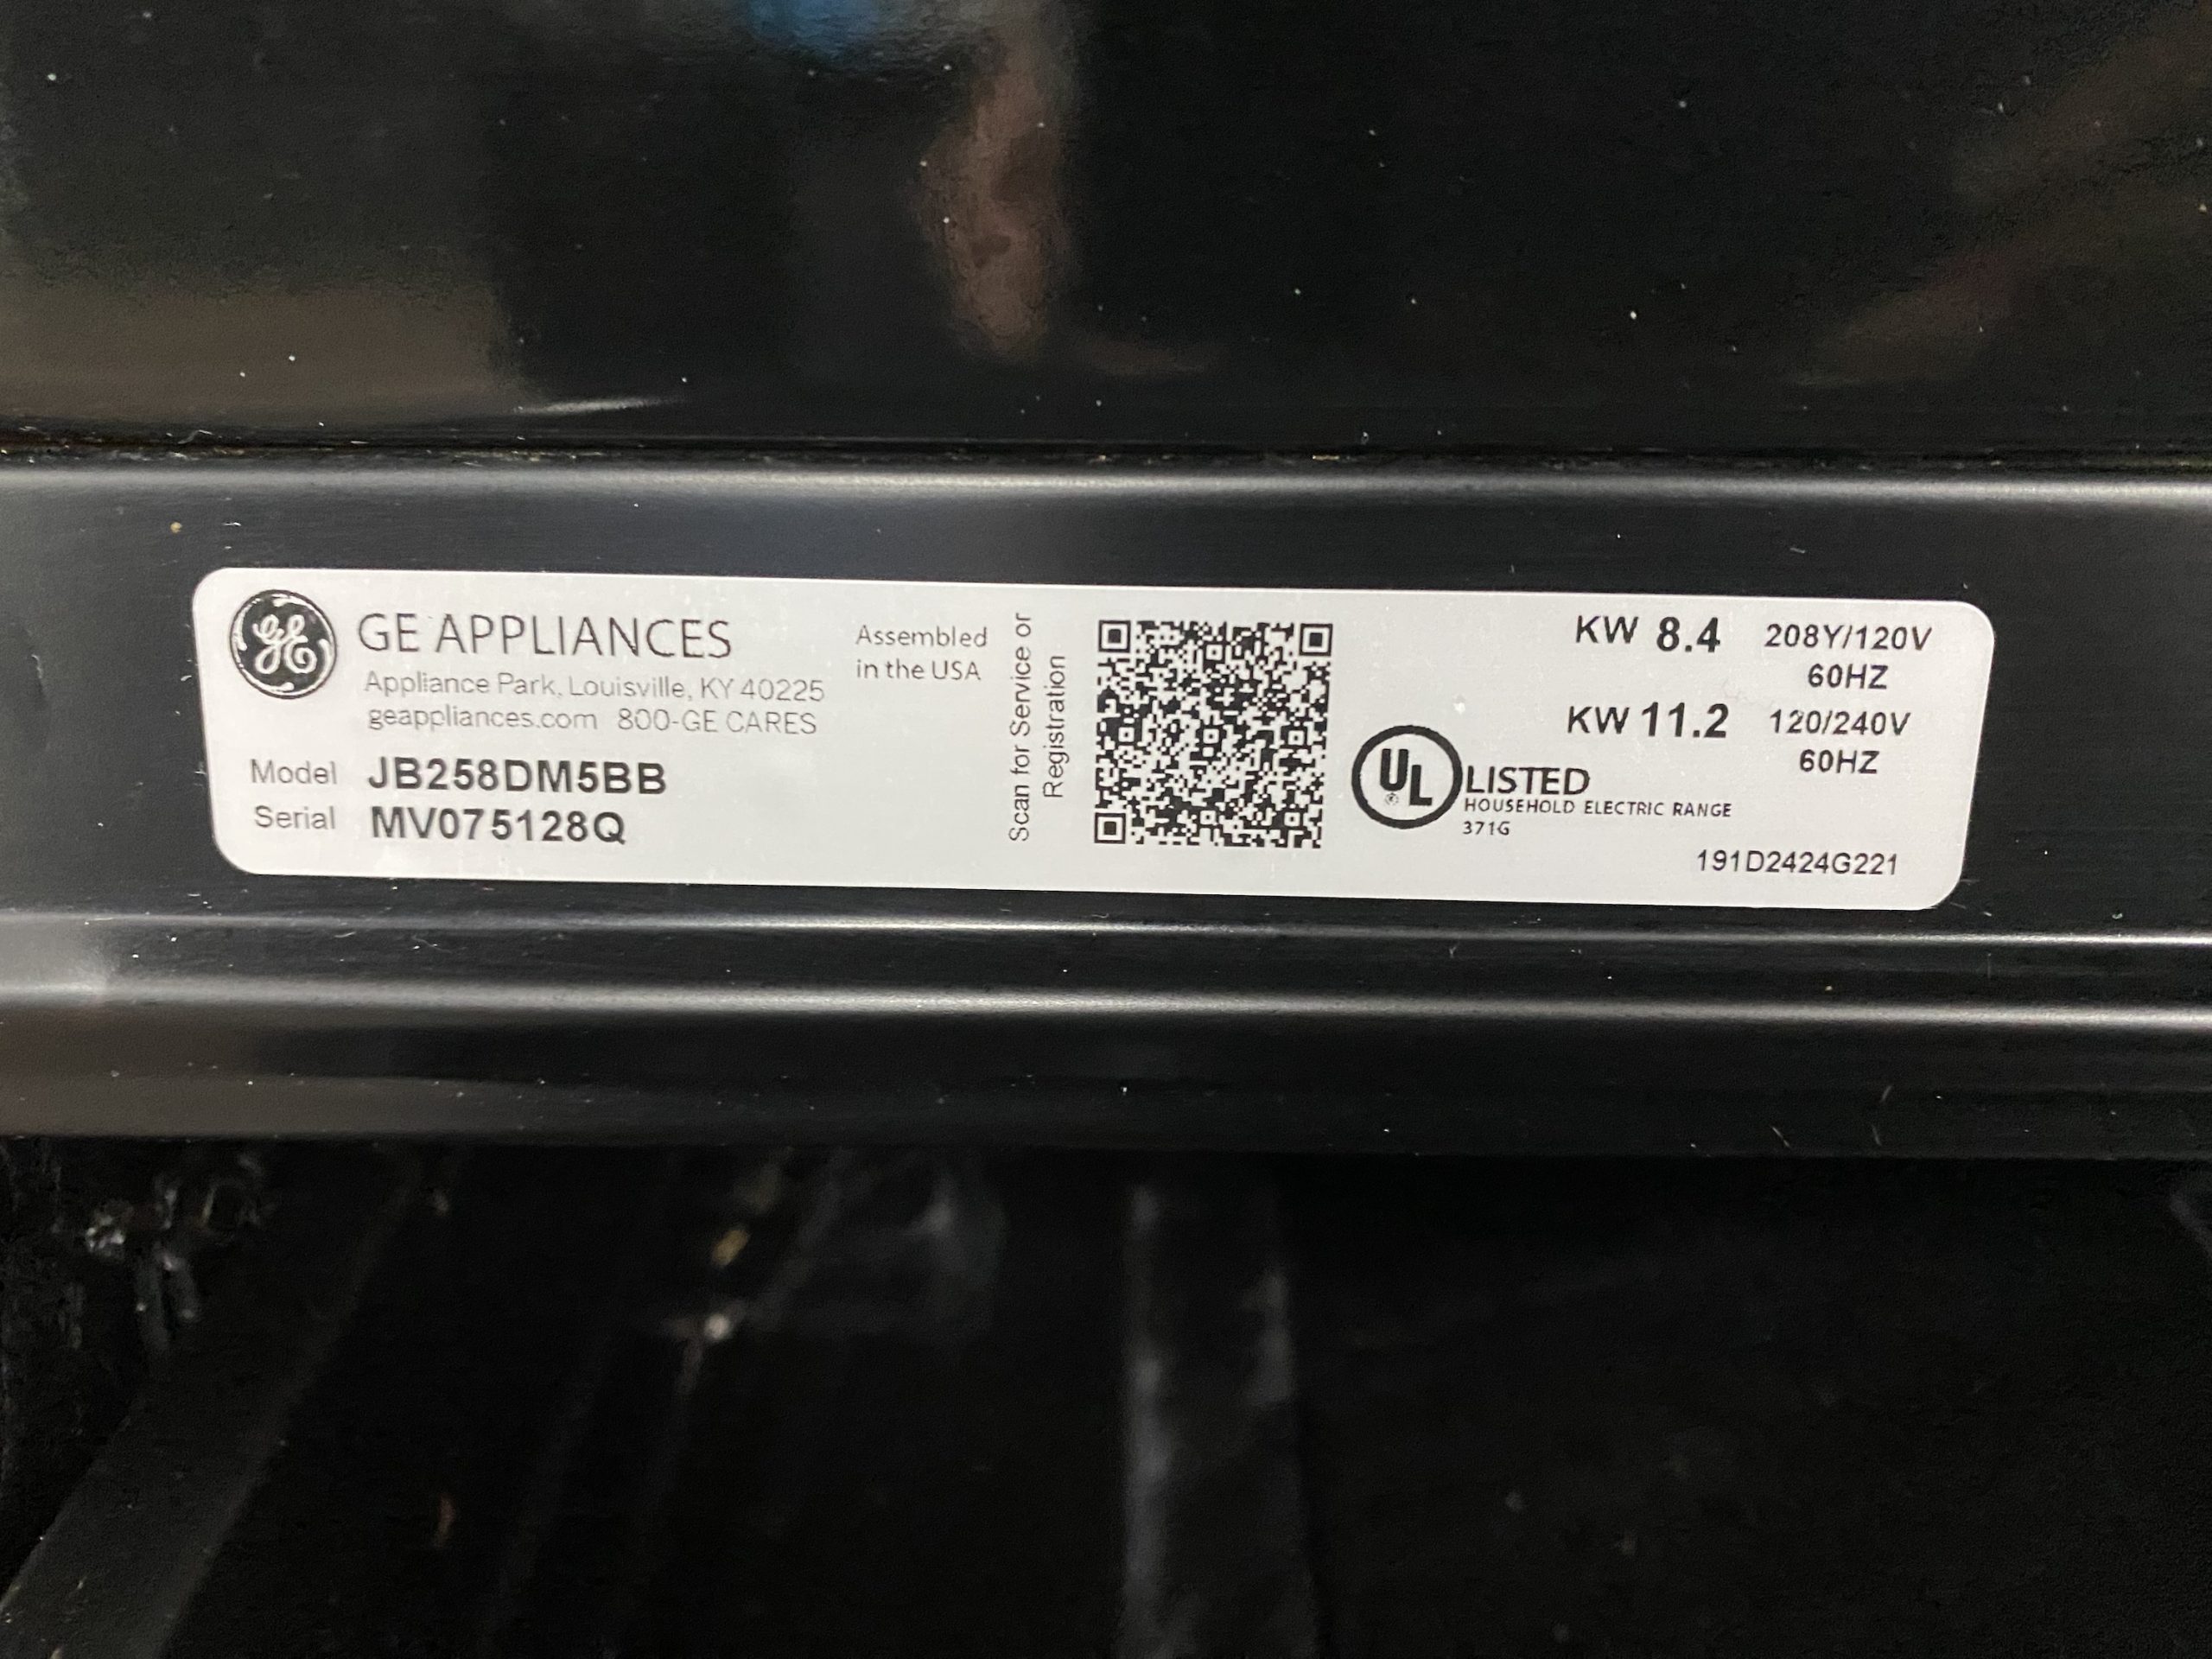 GE APPLIANCES
Appliance Park, Louisville, KY 40225
geappliances.com 800-GE CARES
Model JB258DM5BB
Serial MV075128Q
Assembled
in the USA
Scan for Service or
Registration
KW 8.4 208Y/120V
60HZ
KW 11.2 120/240V
60HZ
UL LISTED
®
HOUSEHOLD ELECTRIC RANGE
371G
191D2424G221